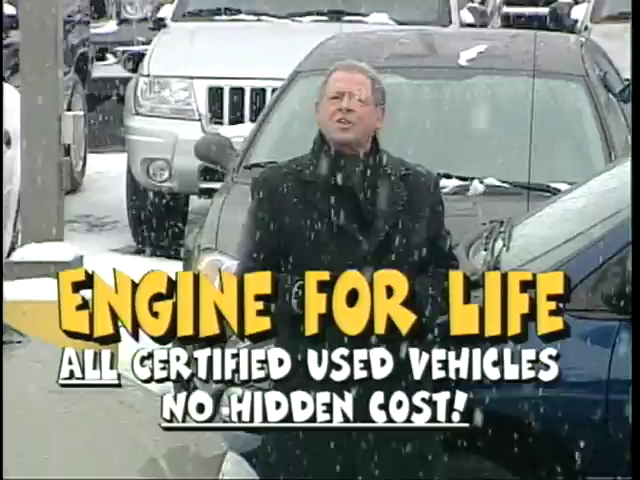 ENGINE FOR LIFE
ALL CERTIFIED USED VEHICLES
NO HIDDEN COST!